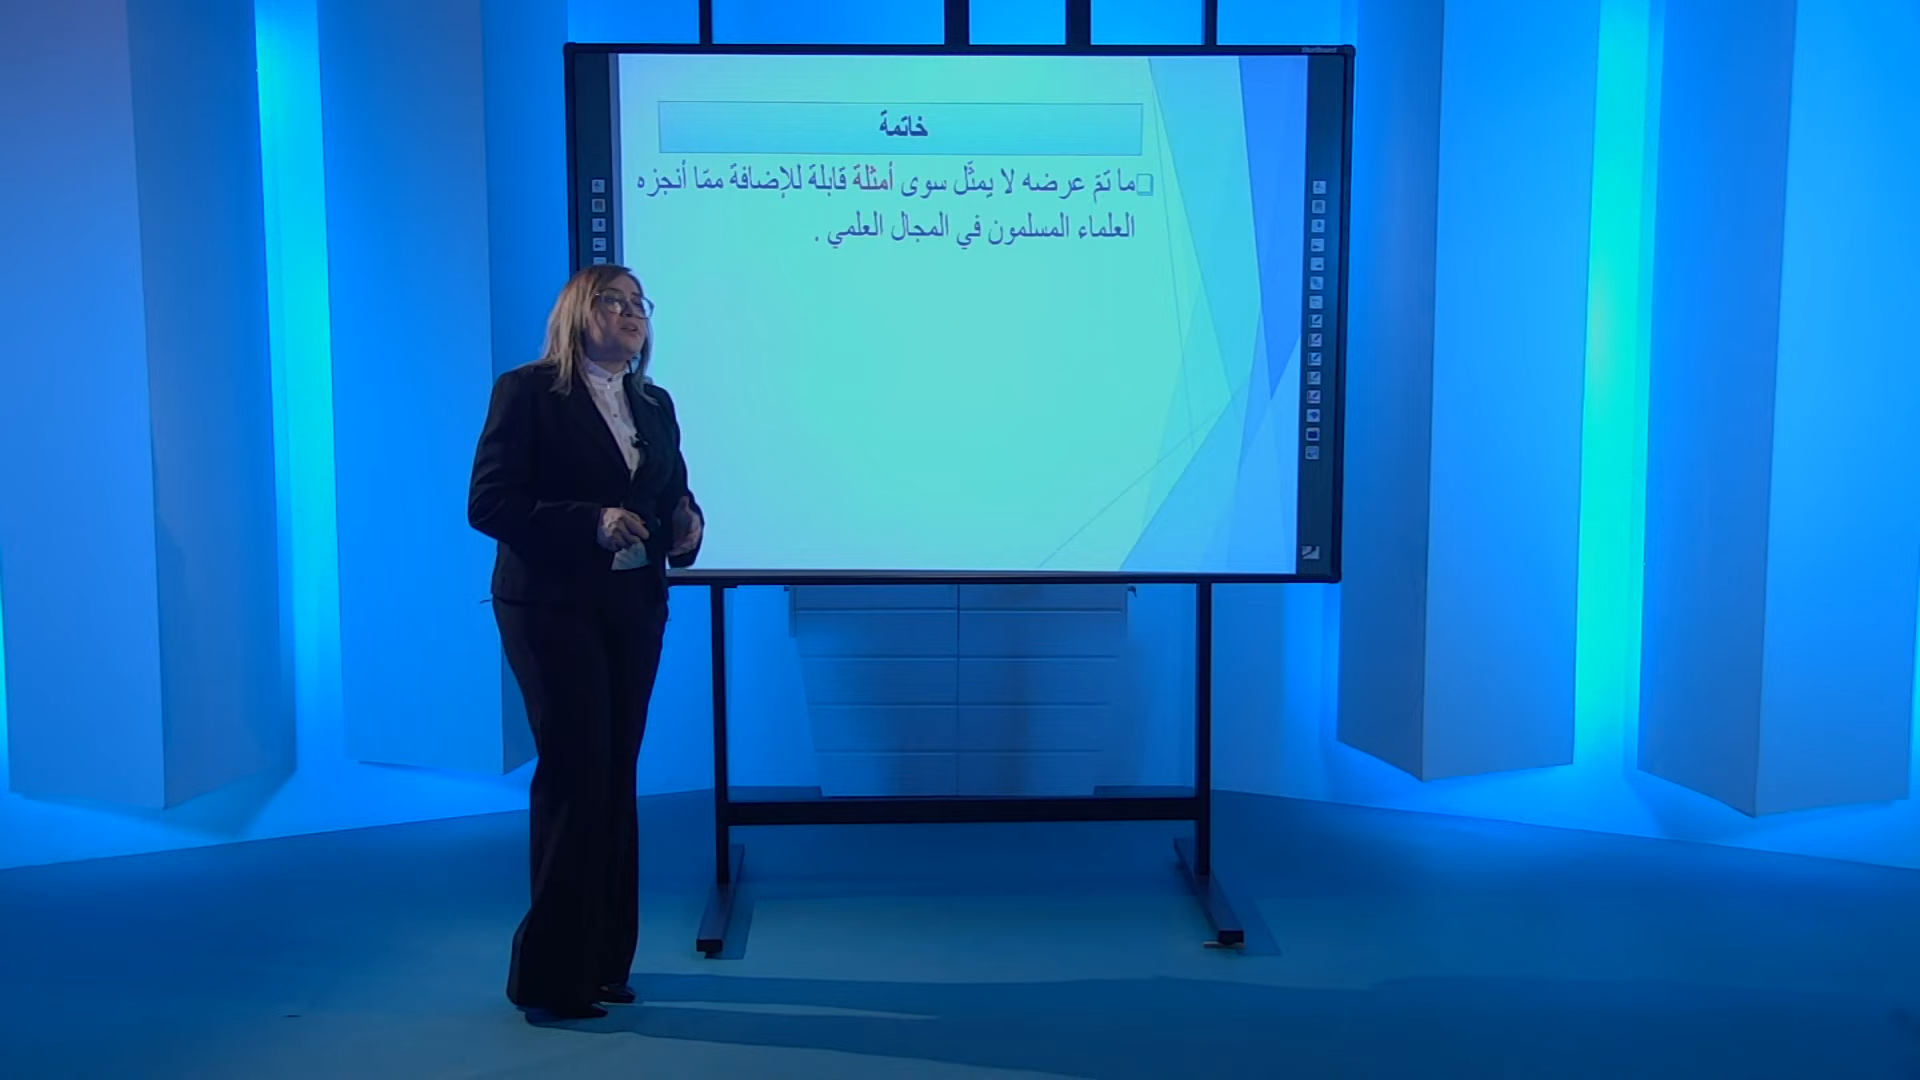 خاتمة
ما تمّ عرضه لا يمثّل سوى أمثلة قابلة للإضافة ممّا أنجزه
العلماء المسلمون في المجال العلمي .